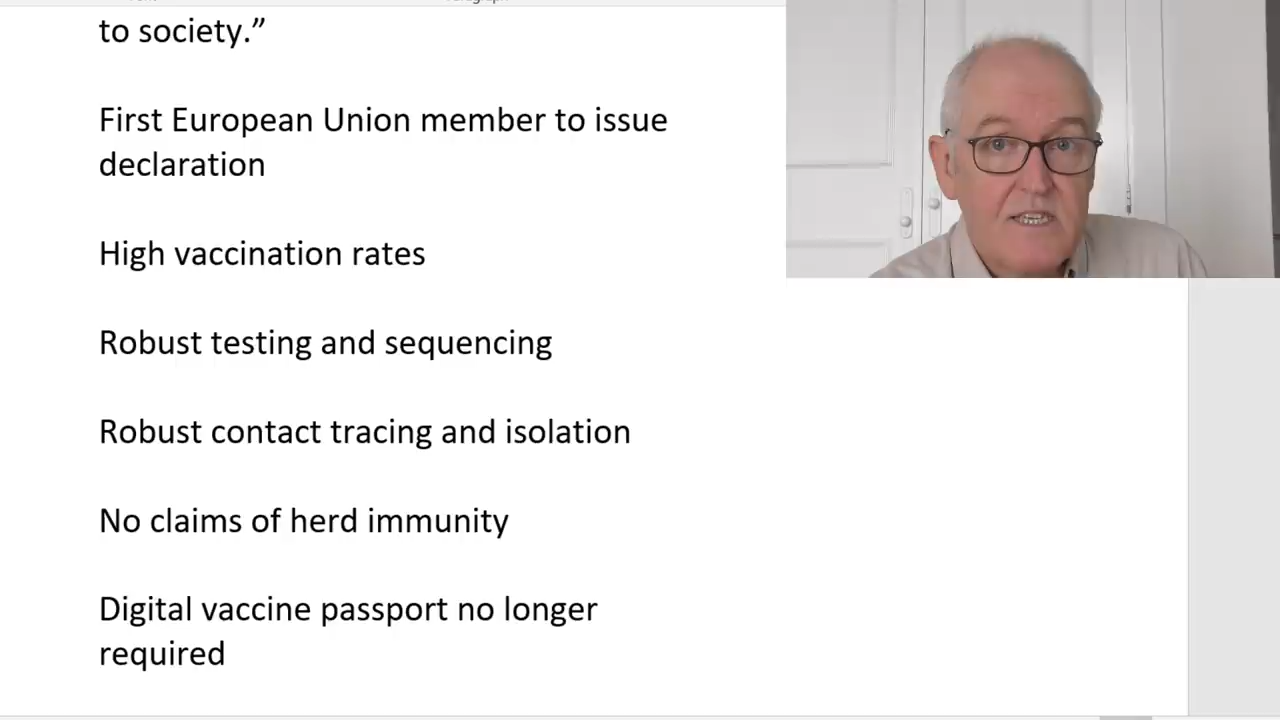 to society.”
First European Union member to issue
declaration
High vaccination rates
Robust testing and sequencing
Robust contact tracing and isolation
No claims of herd immunity
Digital vaccine passport no longer
required